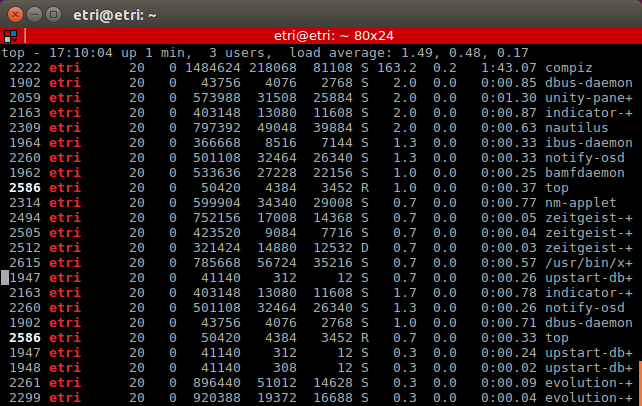 etri@etri: ~
etri@etri: ~ 80x24
top - 17:10:04 up 1 min,  3 users,  load average: 1.49, 0.48, 0.17
2222 etri 20 0 1484624 218068 81108 S 163.2 0.2 1:43.07 compiz
1902 etri 20 0 43756 4076 2768 S 2.0 0.0 0:00.85 dbus-daemon
2059 etri 20 0 573988 31508 25884 S 2.0 0.0 0:01.30 unity-pane+
2163 etri 20 0 403148 13080 11608 S 2.0 0.0 0:00.87 indicator-+
2309 etri 20 0 797392 49048 39884 S 2.0 0.0 0:00.63 nautilus
1964 etri 20 0 366668 8516 7144 S 1.3 0.0 0:00.33 ibus-daemon
2260 etri 20 0 501108 32464 26340 S 1.3 0.0 0:00.33 notify-osd
1962 etri 20 0 533636 27228 22156 S 1.0 0.0 0:00.25 bamfdaemon
2586 etri 20 0 50420 4384 3452 R 1.0 0.0 0:00.37 top
2314 etri 20 0 599904 34340 29008 S 0.7 0.0 0:00.77 nm-applet
2494 etri 20 0 752156 17008 14368 S 0.7 0.0 0:00.05 zeitgeist-+
2505 etri 20 0 423520 9084 7716 S 0.7 0.0 0:00.04 zeitgeist-+
2512 etri 20 0 321424 14880 12532 D 0.7 0.0 0:00.03 zeitgeist-+
2615 etri 20 0 785668 56724 35216 S 0.7 0.0 0:00.57 /usr/bin/x+
1947 etri 20 0 41140 312 12 S 0.7 0.0 0:00.26 upstart-db+
2163 etri 20 0 403148 13080 11608 S 1.7 0.0 0:00.78 indicator-+
2260 etri 20 0 501108 32464 26340 S 1.3 0.0 0:00.26 notify-osd
1902 etri 20 0 43756 4076 2768 S 1.0 0.0 0:00.71 dbus-daemon
2586 etri 20 0 50420 4384 3452 R 0.7 0.0 0:00.33 top
1947 etri 20 0 41140 312 12 S 0.3 0.0 0:00.24 upstart-db+
1948 etri 20 0 41140 308 12 S 0.3 0.0 0:00.02 upstart-db+
2261 etri 20 0 896440 51012 14628 S 0.3 0.0 0:00.09 evolution-+
2299 etri 20 0 920388 19372 16688 S 0.3 0.0 0:00.04 evolution-+